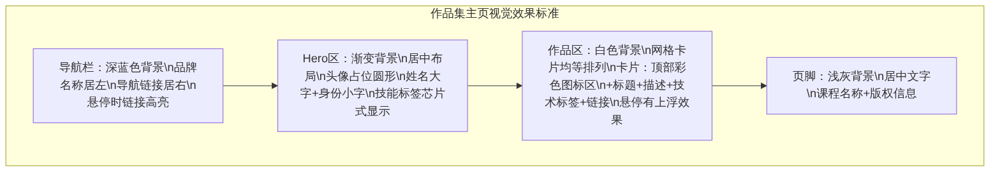 作品集主页视觉效果标准
导航栏：深蓝色背景\n品牌
名称居左\n导航链接居右\n
悬停时链接高亮
Hero区：渐变背景\n居中布
局\n头像占位圆形\n姓名大
字+身份小字\n技能标签芯片
式显示
作品区：白色背景\n网格卡
片均等排列\n卡片：顶部彩
色图标区\n+标题+描述+技
术标签+链接\n悬停有上浮效
果
页脚：浅灰背景\n居中文字
\n课程名称+版权信息